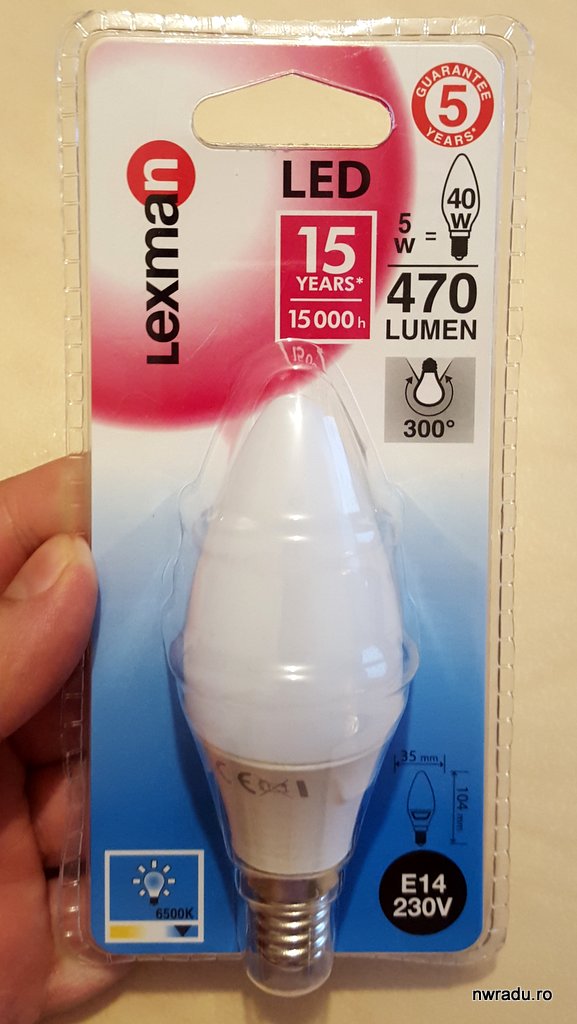 Lexman
LED
15
YEARS*
15 000 h
GUARANTEE
5
YEARS*
5
W
=
40
W
470
LUMEN
300°
35 mm
104 mm
CE
E14
230V
6500K
nwradu.ro